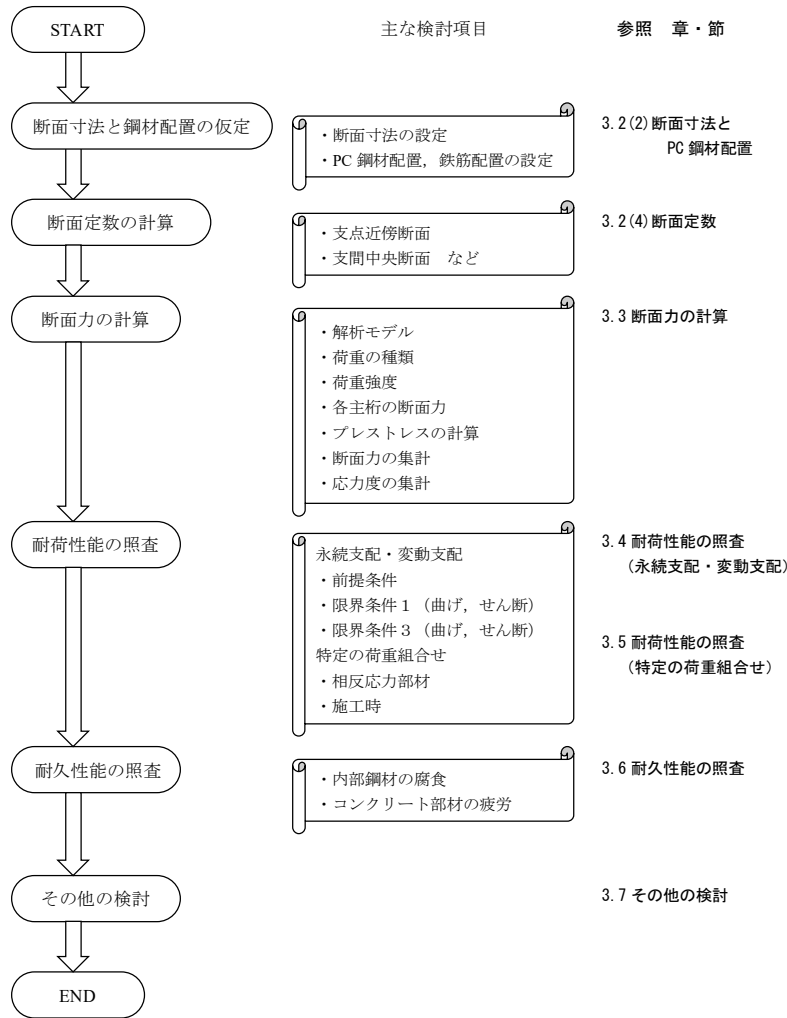 START
主な検討項目
参照　章・節
断面寸法と鋼材配置の仮定
・断面寸法の設定
・PC 鋼材配置，鉄筋配置の設定
3.2(2)断面寸法と
PC 鋼材配置
断面定数の計算
・支点近傍断面
・支間中央断面　など
3.2(4)断面定数
断面力の計算
・解析モデル
・荷重の種類
・荷重強度
・各主桁の断面力
・プレストレスの計算
・断面力の集計
・応力度の集計
3.3 断面力の計算
耐荷性能の照査
永続支配・変動支配
・前提条件
・限界条件１（曲げ，せん断）
・限界条件３（曲げ，せん断）
特定の荷重組合せ
・相反応力部材
・施工時
3.4 耐荷性能の照査
（永続支配・変動支配）
3.5 耐荷性能の照査
（特定の荷重組合せ）
耐久性能の照査
・内部鋼材の腐食
・コンクリート部材の疲労
3.6 耐久性能の照査
その他の検討
3.7 その他の検討
END